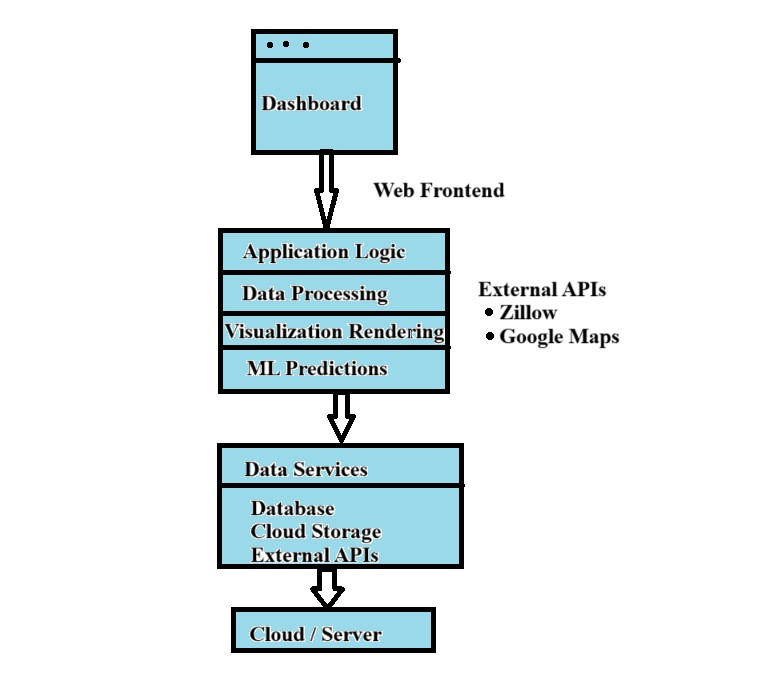 Dashboard
Web Frontend
Application Logic
Data Processing
Visualization Rendering
ML Predictions
External APIs
• Zillow
• Google Maps
Data Services
Database
Cloud Storage
External APIs
Cloud / Server